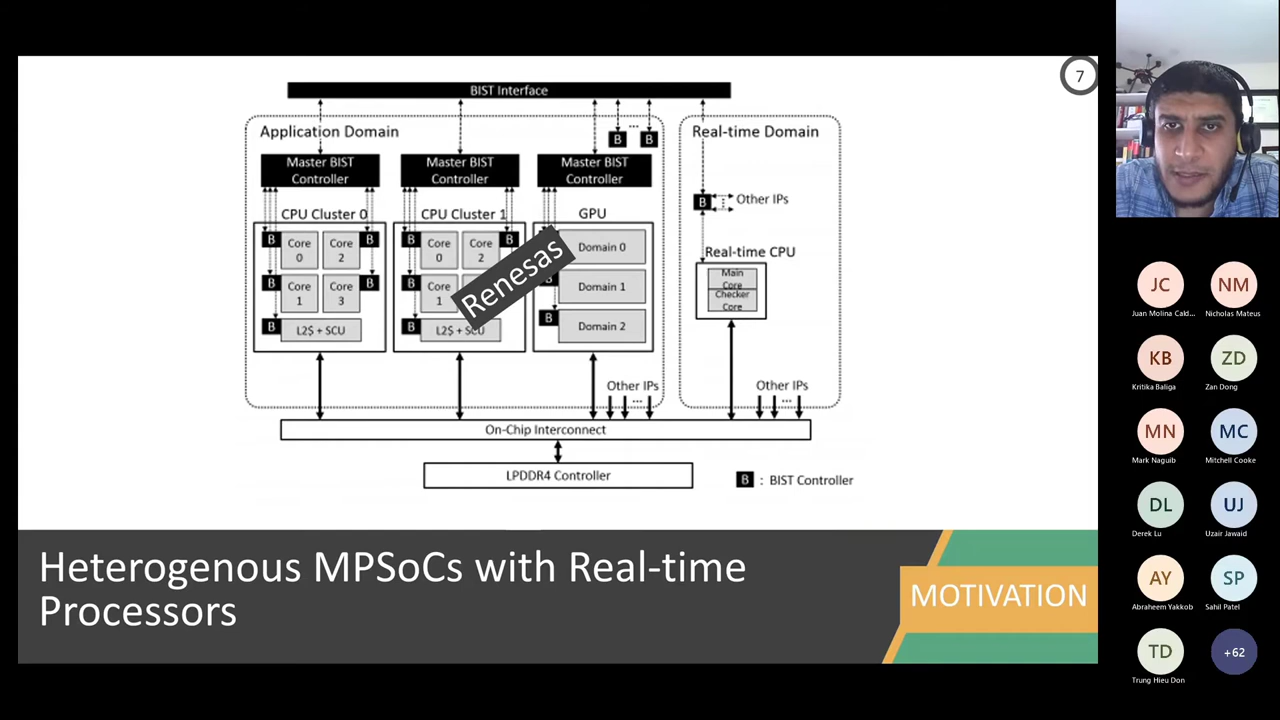 7
BIST Interface
Application Domain
Real-time Domain
B
...
B
Master BIST
Controller
Master BIST
Controller
Master BIST
Controller
B
Other IPs
CPU Cluster 0
CPU Cluster 1
GPU
B
Core
0
Core
2
B
B
Core
0
Core
2
B
Domain 0
Real-time CPU
Renesas
B
Core
1
Core
3
B
B
Core
1
B
Domain 1
Main
Core
Checker
Core
B
L2$ + SCU
B
L2$ + SCU
B
Domain 2
Other IPs
...
Other IPs
...
On-Chip Interconnect
LPDDR4 Controller
B : BIST Controller
Heterogenous MPSoCs with Real-time
Processors
MOTIVATION
JC
Juan Molina Cald...
NM
Nicholas Mateus
KB
Kritika Baliga
ZD
Zan Dong
MN
Mark Naguib
MC
Mitchell Cooke
DL
Derek Lu
UJ
Uzair Jawaid
AY
Abraheem Yakkob
SP
Sahil Patel
TD
Trung Hieu Don
+62